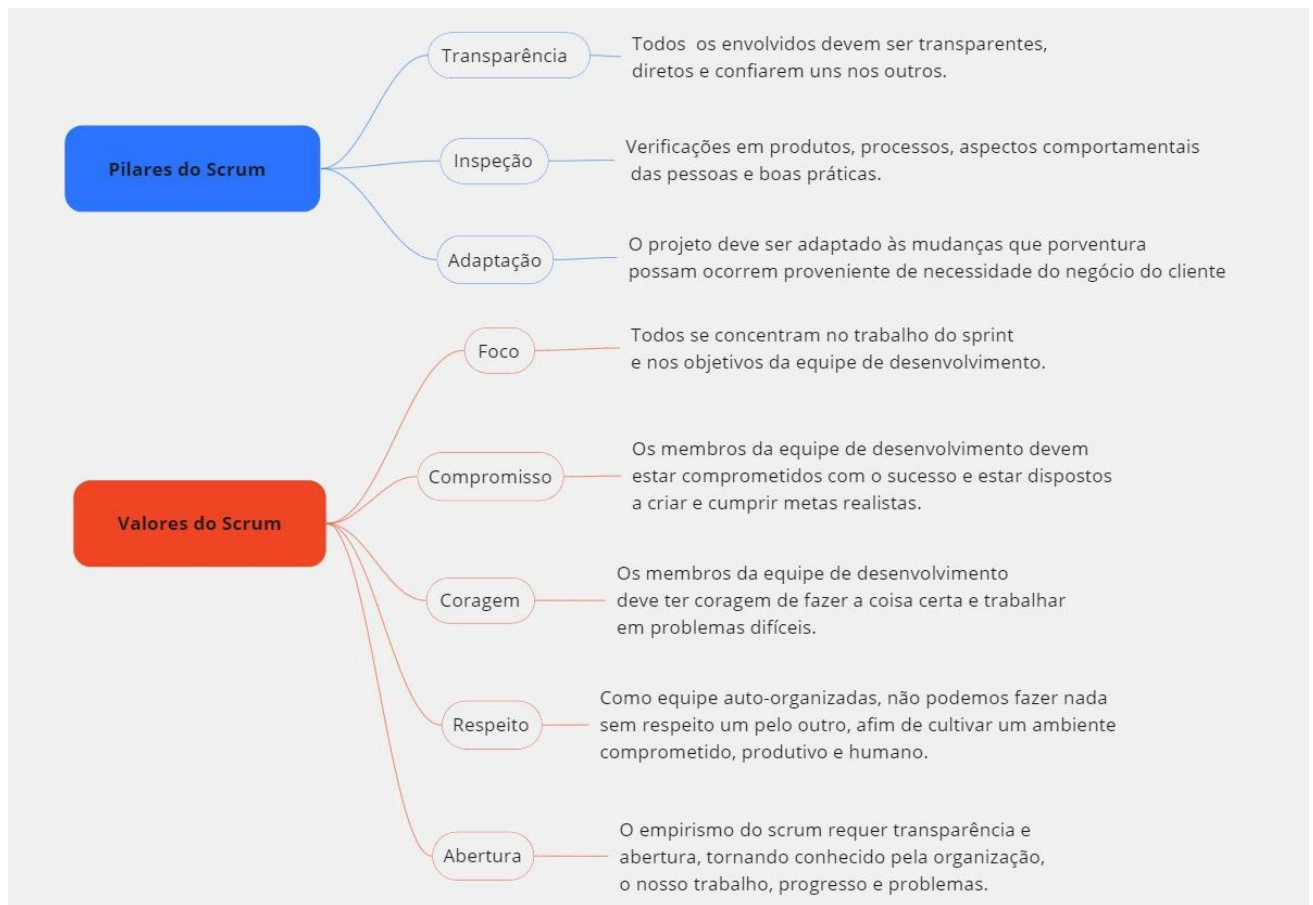 Pilares do Scrum
Transparência
Todos os envolvidos devem ser transparentes,
diretos e confiarem uns nos outros.
Inspeção
Verificações em produtos, processos, aspectos comportamentais
das pessoas e boas práticas.
Adaptação
O projeto deve ser adaptado às mudanças que porventura
possam ocorrem proveniente de necessidade do negócio do cliente
Valores do Scrum
Foco
Todos se concentram no trabalho do sprint
e nos objetivos da equipe de desenvolvimento.
Compromisso
Os membros da equipe de desenvolvimento devem
estar comprometidos com o sucesso e estar dispostos
a criar e cumprir metas realistas.
Coragem
Os membros da equipe de desenvolvimento
deve ter coragem de fazer a coisa certa e trabalhar
em problemas difíceis.
Respeito
Como equipe auto-organizadas, não podemos fazer nada
sem respeito um pelo outro, afim de cultivar um ambiente
comprometido, produtivo e humano.
Abertura
O empirismo do scrum requer transparência e
abertura, tornando conhecido pela organização,
o nosso trabalho, progresso e problemas.